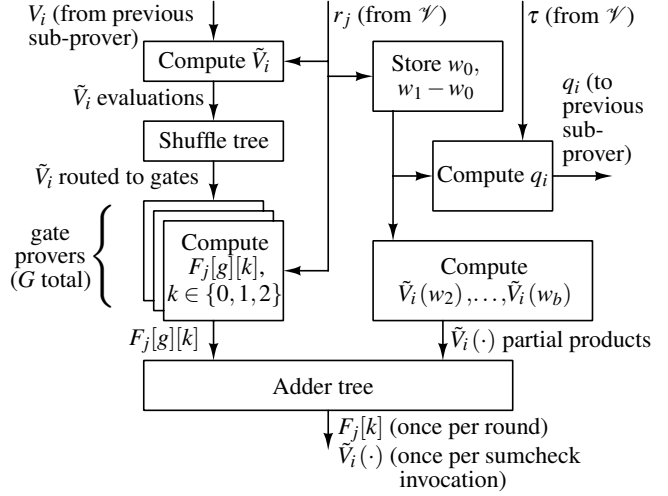 V_i (from previous
sub-prover)
r_j (from 𝒱)
τ (from 𝒱)
Compute Ṽ_i
Store w_0,
w_1 − w_0
q_i (to
previous
sub-
prover)
Ṽ_i evaluations
Shuffle tree
Compute q_i
Ṽ_i routed to gates
gate
provers
(G total)
Compute
F_j[g][k],
k ∈ {0,1,2}
Compute
Ṽ_i(w_2),...,Ṽ_i(w_b)
F_j[g][k]
Ṽ_i(·) partial products
Adder tree
F_j[k] (once per round)
Ṽ_i(·) (once per sumcheck
invocation)